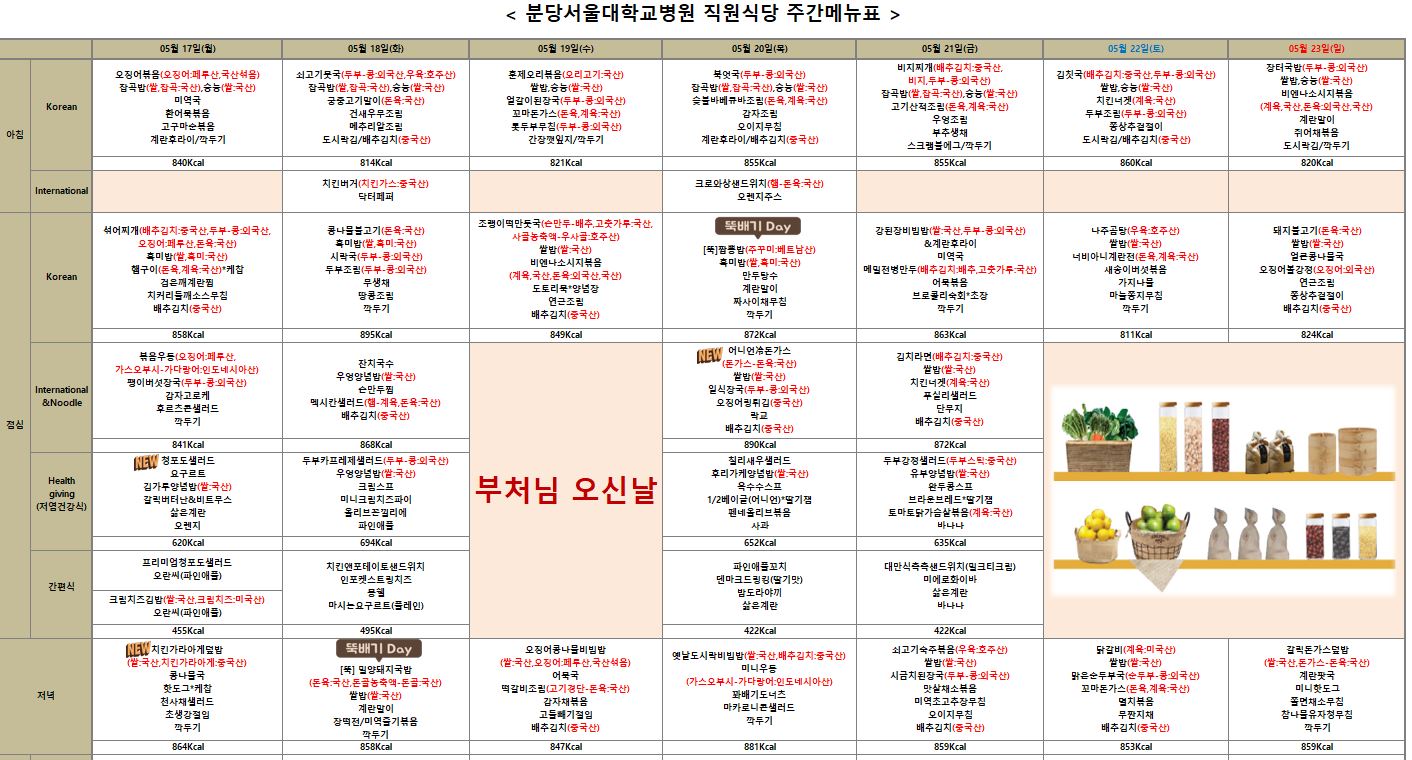 < 분당서울대학교병원 직원식당 주간메뉴표 >
05월 17일(월)
05월 18일(화)
05월 19일(수)
05월 20일(목)
05월 21일(금)
05월 22일(토)
05월 23일(일)
아침
Korean
오징어볶음(오징어:페루산,국산섞음)
잡곡밥(쌀,잡곡:국산),숭늉(쌀:국산)
미역국
환어묵볶음
고구마순볶음
계란후라이/깍두기
840Kcal
쇠고기뭇국(두부-콩:외국산,우육:호주산)
잡곡밥(쌀,잡곡:국산),숭늉(쌀:국산)
궁중고기말이(돈육:국산)
건새우무조림
메추리알조림
도시락김/배추김치(중국산)
814Kcal
훈제오리볶음(오리고기:국산)
쌀밥,숭늉(쌀:국산)
얼갈이된장국(두부-콩:외국산)
꼬마돈가스(돈육,계육:국산)
톳두부무침(두부-콩:외국산)
간장깻잎지/깍두기
821Kcal
북엇국(두부-콩:외국산)
잡곡밥(쌀,잡곡:국산),숭늉(쌀:국산)
숯불바베큐바조림(돈육,계육:국산)
감자조림
오이지무침
계란후라이/배추김치(중국산)
855Kcal
비지찌개(배추김치:중국산,
비지,두부-콩:외국산)
잡곡밥(쌀,잡곡:국산),숭늉(쌀:국산)
고기산적조림(돈육,계육:국산)
우엉조림
부추생채
스크램블에그/깍두기
855Kcal
김칫국(배추김치:중국산,두부-콩:외국산)
쌀밥,숭늉(쌀:국산)
치킨너겟(계육:국산)
두부조림(두부-콩:외국산)
쫑상추겉절이
도시락김/배추김치(중국산)
860Kcal
장터국밥(두부-콩:외국산)
쌀밥,숭늉(쌀:국산)
비엔나소시지볶음
(계육,국산,돈육:외국산,국산)
계란말이
쥐어채볶음
도시락김/깍두기
820Kcal
International
치킨버거(치킨가스:중국산)
닥터페퍼
크로와상샌드위치(햄-돈육:국산)
오렌지주스
점심
Korean
섞어찌개(배추김치:중국산,두부-콩:외국산,
오징어:페루산,돈육:국산)
흑미밥(쌀,흑미:국산)
햄구이(돈육,계육:국산)*케찹
검은깨계란찜
치커리들깨소스무침
배추김치(중국산)
858Kcal
콩나물불고기(돈육:국산)
흑미밥(쌀,흑미:국산)
시락국(두부-콩:외국산)
두부조림(두부-콩:외국산)
무생채
땅콩조림
깍두기
895Kcal
조랭이떡만둣국(손만두-배추,고춧가루:국산,
사골농축액-우사골:호주산)
쌀밥(쌀:국산)
비엔나소시지볶음
(계육,국산,돈육:외국산,국산)
도토리묵*양념장
연근조림
배추김치(중국산)
849Kcal
뚝배기 Day
[뚝]짬뽕밥(주꾸미:베트남산)
흑미밥(쌀,흑미:국산)
만두탕수
계란말이
짜사이채무침
깍두기
872Kcal
강된장비빔밥(쌀:국산,두부-콩:외국산)
&계란후라이
미역국
메밀전병만두(배추김치:배추,고춧가루:국산)
어묵볶음
브로콜리숙회*초장
깍두기
863Kcal
나주곰탕(우육:호주산)
쌀밥(쌀:국산)
너비아니계란전(돈육,계육:국산)
새송이버섯볶음
가지나물
마늘쫑지무침
깍두기
811Kcal
돼지불고기(돈육:국산)
쌀밥(쌀:국산)
얼큰콩나물국
오징어볼강정(오징어:외국산)
연근조림
쫑상추겉절이
배추김치(중국산)
824Kcal
International
&Noodle
볶음우동(오징어:페루산,
가스오부시-가다랑어:인도네시아산)
팽이버섯장국(두부-콩:외국산)
감자고로케
후르츠콘샐러드
깍두기
841Kcal
잔치국수
우엉양념밥(쌀:국산)
손만두찜
멕시칸샐러드(햄-계육,돈육:국산)
배추김치(중국산)
868Kcal
부처님 오신날
NEW
어니언冷돈가스
(돈가스-돈육:국산)
쌀밥(쌀:국산)
일식장국(두부-콩:외국산)
오징어링튀김(중국산)
락교
배추김치(중국산)
890Kcal
김치라면(배추김치:중국산)
쌀밥(쌀:국산)
치킨너겟(계육:국산)
푸실리샐러드
단무지
배추김치(중국산)
872Kcal
Health
giving
(저염건강식)
NEW
청포도샐러드
요구르트
김가루양념밥(쌀:국산)
갈릭버터난&비트무스
삶은계란
오렌지
620Kcal
두부카프레제샐러드(두부-콩:외국산)
우엉양념밥(쌀:국산)
크림스프
미니크림치즈파이
올리브꼬낄리에
파인애플
694Kcal
칠리새우샐러드
후리가케양념밥(쌀:국산)
옥수수스프
1/2베이글(어니언)*딸기잼
펜네올리브볶음
사과
652Kcal
두부강정샐러드(두부스틱:중국산)
유부양념밥(쌀:국산)
완두콩스프
브라운브레드*딸기잼
토마토닭가슴살볶음(계육:국산)
바나나
635Kcal
간편식
프리미엄청포도샐러드
오란씨(파인애플)
크림치즈김밥(쌀:국산,크림치즈:미국산)
오란씨(파인애플)
455Kcal
치킨앤포테이토샌드위치
인포켓스트링치즈
몽쉘
마시는요구르트(플레인)
495Kcal
파인애플꼬치
덴마크드링킹(딸기맛)
밤도라야끼
삶은계란
422Kcal
대만식촉촉샌드위치(밀크티크림)
미에로화이바
삶은계란
바나나
422Kcal
저녁
NEW
치킨가라아게덮밥
(쌀:국산,치킨가라아게:중국산)
콩나물국
핫도그*케찹
천사채샐러드
초생강절임
깍두기
864Kcal
뚝배기 Day
[뚝] 밀양돼지국밥
(돈육:국산,돈골농축액-돈골:국산)
쌀밥(쌀:국산)
계란말이
장떡전/미역줄기볶음
깍두기
858Kcal
오징어콩나물비빔밥
(쌀:국산,오징어:페루산,국산섞음)
어묵국
떡갈비조림(고기경단-돈육:국산)
감자채볶음
고들빼기절임
배추김치(중국산)
847Kcal
옛날도시락비빔밥(쌀:국산,배추김치:중국산)
미니우동
(가스오부시-가다랑어:인도네시아산)
꽈배기도너츠
마카로니콘샐러드
깍두기
881Kcal
쇠고기숙주볶음(우육:호주산)
쌀밥(쌀:국산)
시금치된장국(두부-콩:외국산)
맛살채소볶음
미역초고추장무침
오이지무침
배추김치(중국산)
859Kcal
닭갈비(계육:미국산)
쌀밥(쌀:국산)
맑은순두부국(순두부-콩:외국산)
꼬마돈가스(돈육,계육:국산)
멸치볶음
무짠지채
배추김치(중국산)
853Kcal
갈릭돈가스덮밥
(쌀:국산,돈가스-돈육:국산)
계란팟국
미니핫도그
쫄면채소무침
참나물유자청무침
깍두기
859Kcal